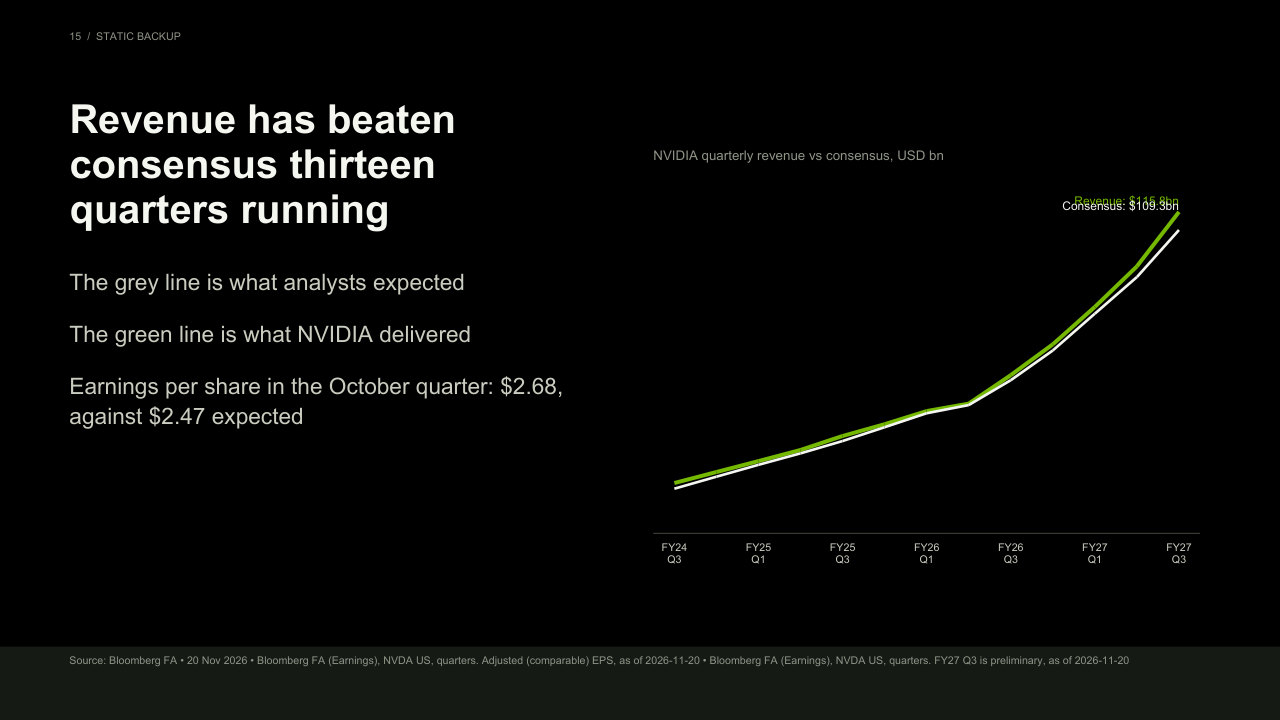 15 / STATIC BACKUP
Revenue has beaten
consensus thirteen
quarters running
The grey line is what analysts expected
The green line is what NVIDIA delivered
Earnings per share in the October quarter: $2.68,
against $2.47 expected
NVIDIA quarterly revenue vs consensus, USD bn
Revenue:
Consensus: $109.3bn
FY24 FY25 FY25 FY26 FY26 FY27 FY27
Q3 Q1 Q3 Q1 Q3 Q1 Q3
Source: Bloomberg FA • 20 Nov 2026 • Bloomberg FA (Earnings), NVDA US, quarters. Adjusted (comparable) EPS, as of 2026-11-20 • Bloomberg FA (Earnings), NVDA US, quarters. FY27 Q3 is preliminary, as of 2026-11-20